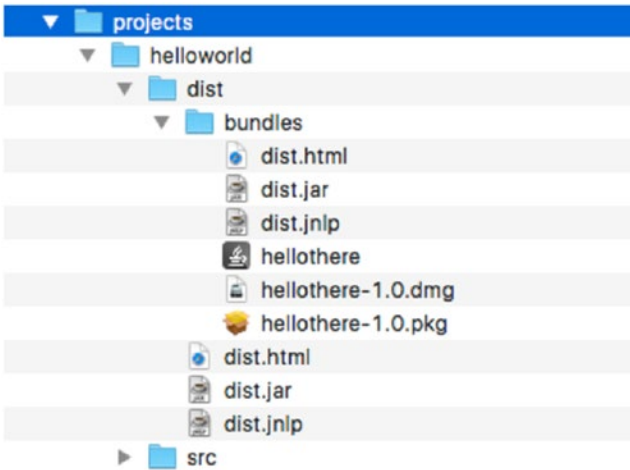 projects
helloworld
dist
bundles
dist.html
dist.jar
dist.jnlp
hellothere
hellothere-1.0.dmg
hellothere-1.0.pkg
dist.html
dist.jar
dist.jnlp
src